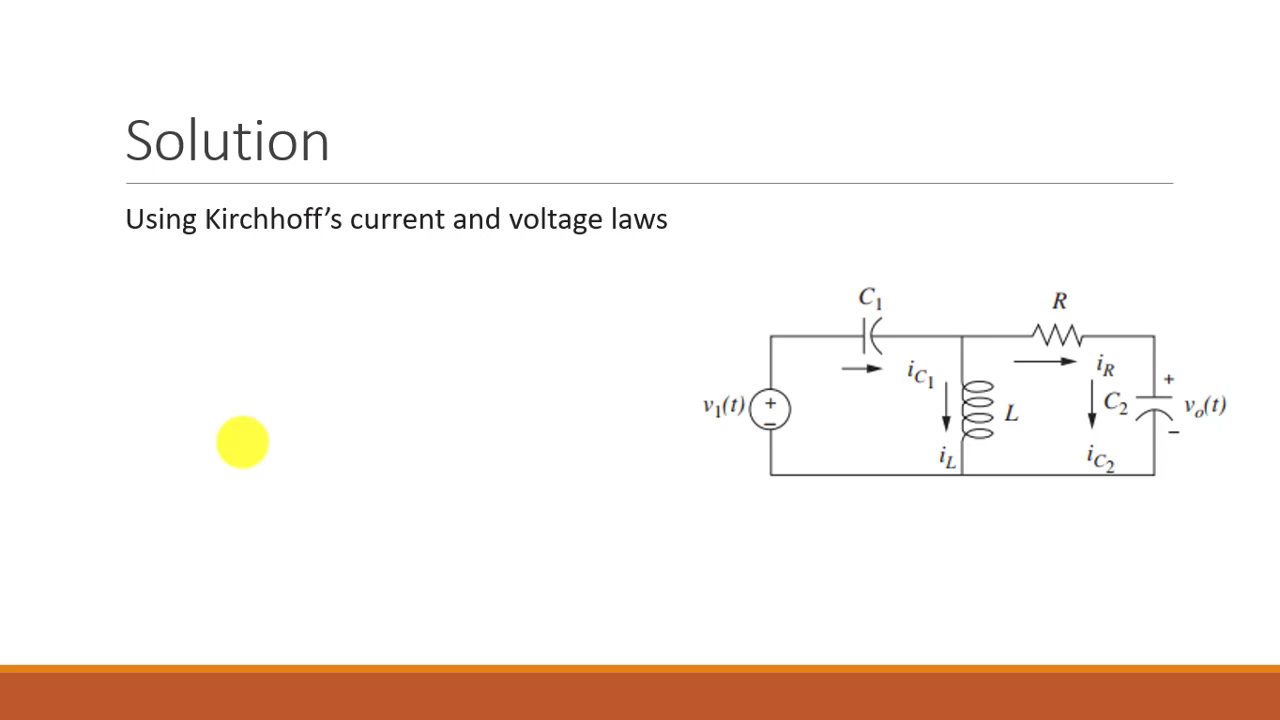 Solution
Using Kirchhoff’s current and voltage laws
C1
R
iC1
iR
v1(t)
+
−
L
C2
+
vo(t)
−
iL
iC2